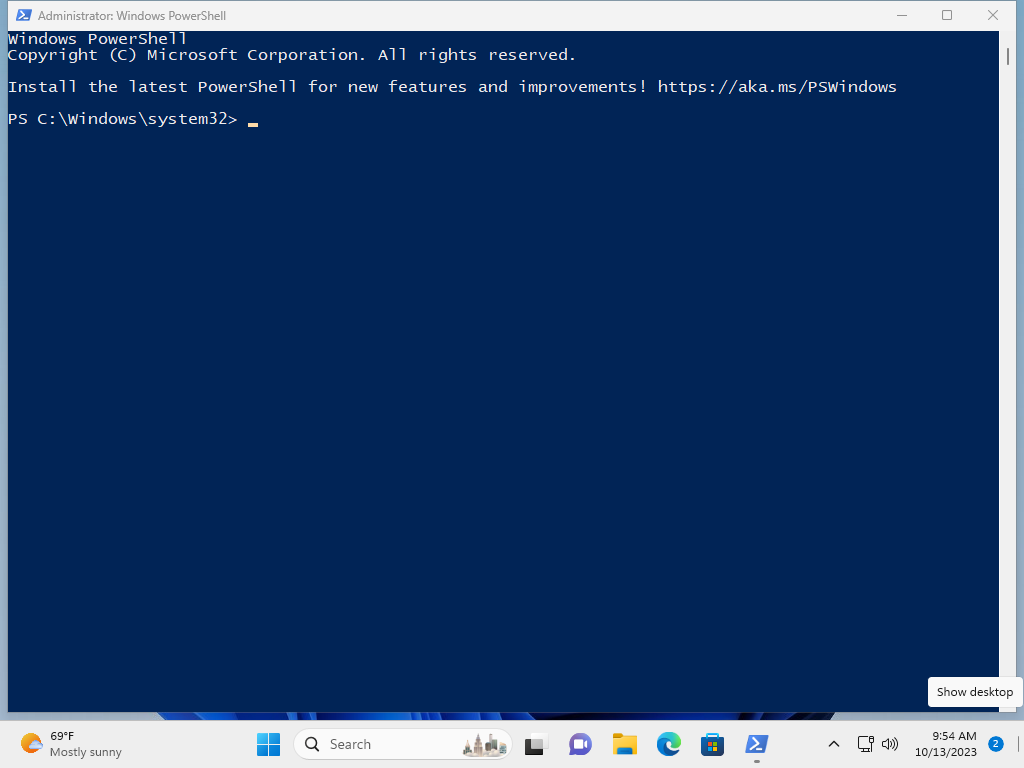 Administrator: Windows PowerShell
Windows PowerShell
Copyright (C) Microsoft Corporation. All rights reserved.
Install the latest PowerShell for new features and improvements! https://aka.ms/PSWindows
PS C:\Windows\system32> _
Show desktop
69°F
Mostly sunny
Search
9:54 AM
10/13/2023
2